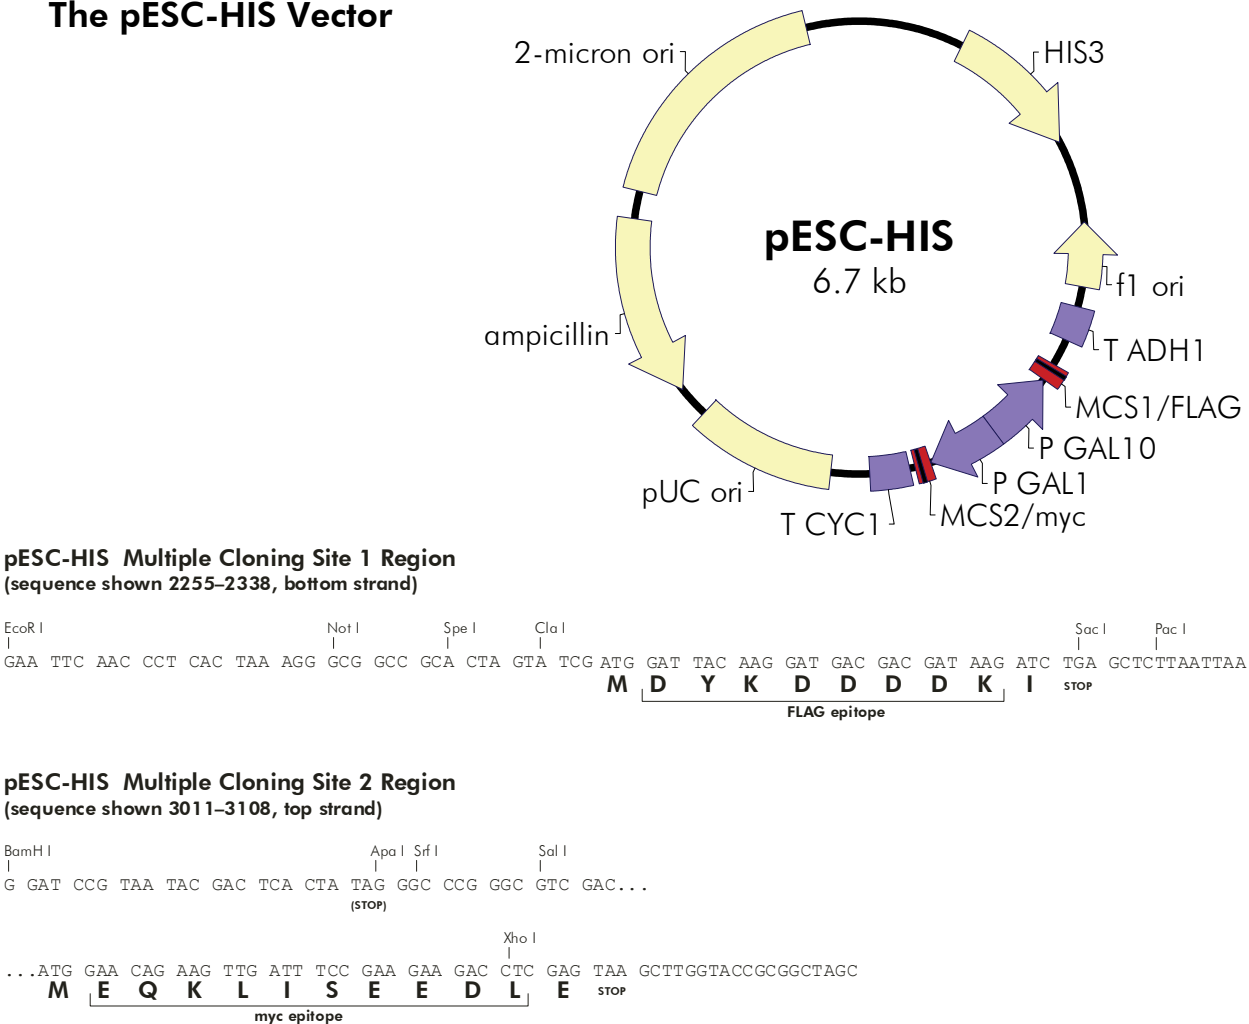 The pESC-HIS Vector
2-micron ori
HIS3
pESC-HIS
6.7 kb
f1 ori
ampicillin
T ADH1
MCS1/FLAG
P GAL10
P GAL1
pUC ori
MCS2/myc
T CYC1
pESC-HIS Multiple Cloning Site 1 Region
(sequence shown 2255–2338, bottom strand)
EcoR I Not I Spe I Cla I Sac I Pac I
GAA TTC AAC CCT CAC TAA AGG GCG GCC GCA CTA GTA TCG ATG GAT TAC AAG GAT GAC GAC GAT AAG ATC TGA GCTCTTAATTAA
M D Y K D D D D K I STOP
FLAG epitope
pESC-HIS Multiple Cloning Site 2 Region
(sequence shown 3011–3108, top strand)
BamH I Apa I Srf I Sal I
G GAT CCG TAA TAC GAC TCA CTA TAG GGC CCG GGC GTC GAC...
(STOP)
Xho I
...ATG GAA CAG AAG TTG ATT TCC GAA GAA GAC CTC GAG TAA GCTTGGTACCGCGGCTAGC
M E Q K L I S E E D L E STOP
myc epitope